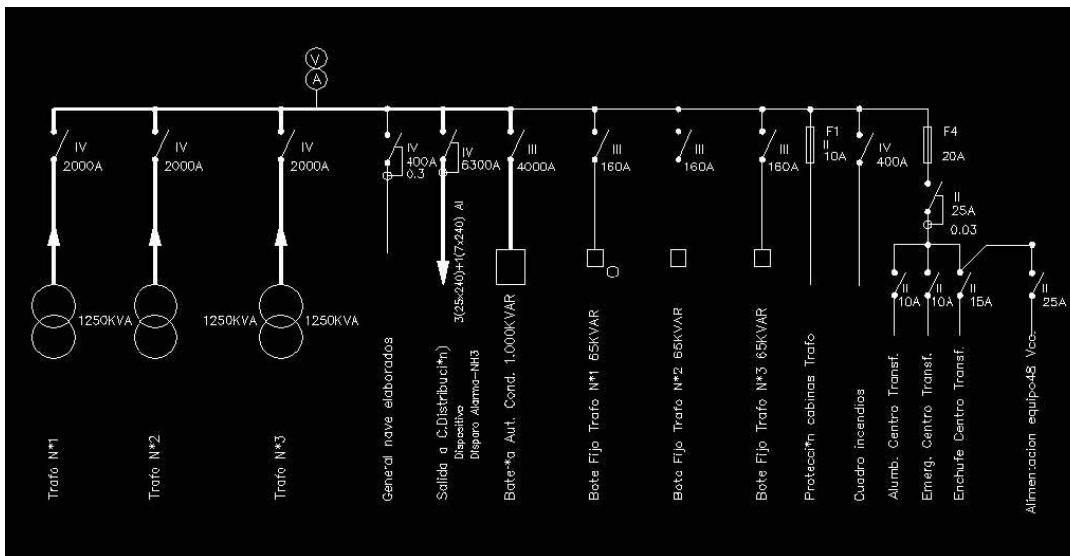 V
A
IV
2000A
IV
2000A
IV
2000A
IV
400A
0.3
IV
6300A
III
4000A
III
160A
III
160A
III
160A
F1
II
10A
IV
400A
F4
20A
II
25A
0.03
II
10A
II
10A
II
15A
II
25A
1250KVA
1250KVA
1250KVA
3(25x240)+1(7x240) Al
Trafo N*1
Trafo N*2
Trafo N*3
General nave elaborados
Salida a C.Distribuci*n)
Dispositivo
Disparo Alarma-NH3
Bater*a Aut. Cond. 1.000KVAR
Bote Fijo Trafo N*1 65KVAR
Bote Fijo Trafo N*2 65KVAR
Bote Fijo Trafo N*3 65KVAR
Protecci*n cabinas Trafo
Cuadro incendios
Alumb. Centro Transf.
Emerg. Centro Transf.
Enchufe Centro Transf.
Alimentacion equipo48 Vcc.